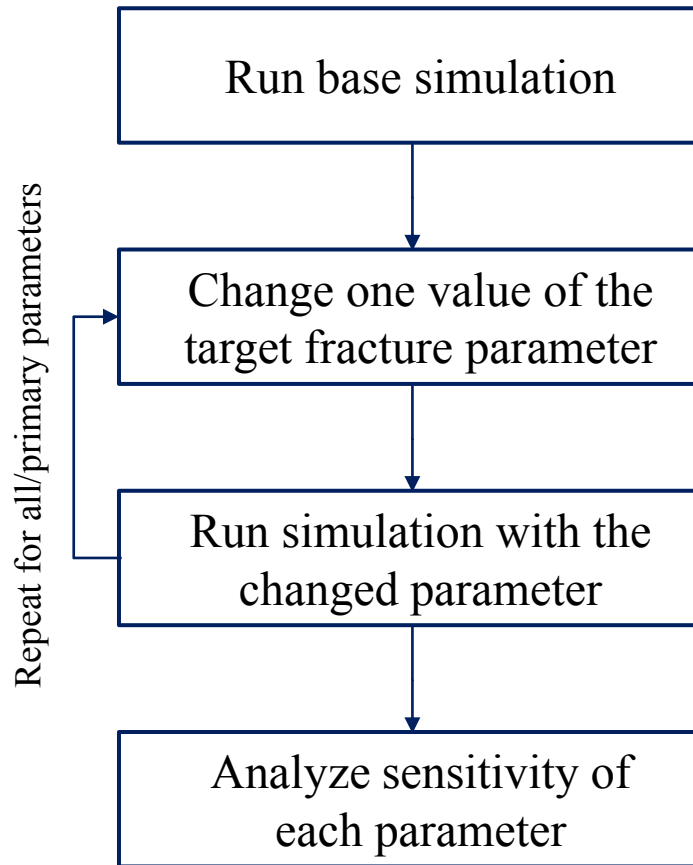 Run base simulation
Change one value of the
target fracture parameter
Repeat for all/primary parameters
Run simulation with the
changed parameter
Analyze sensitivity of
each parameter